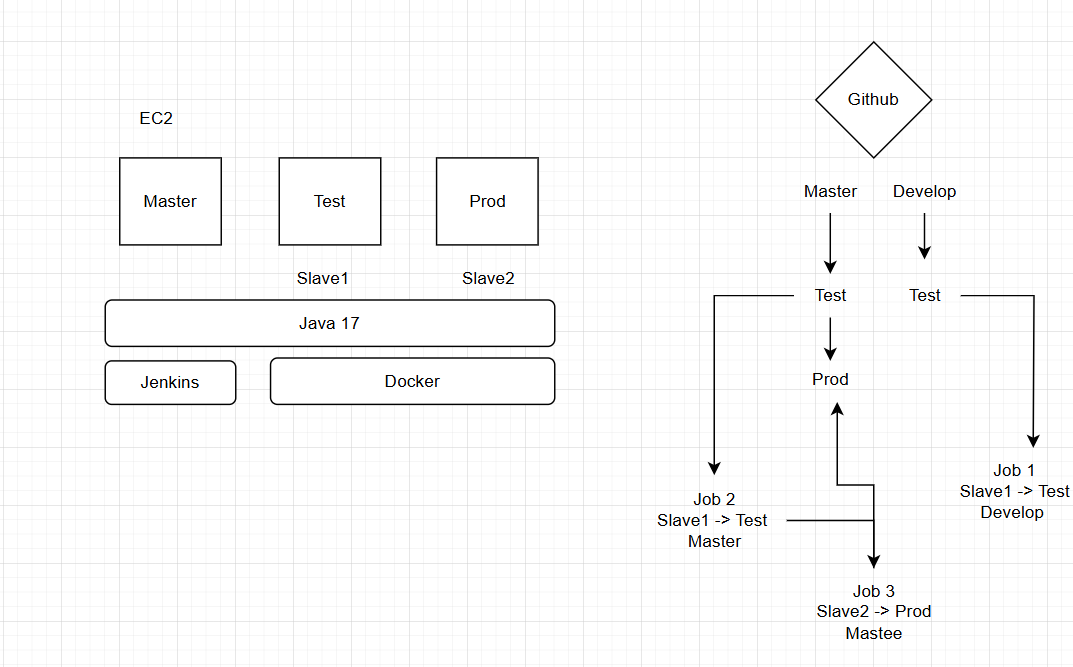 EC2
Master
Test
Prod
Slave1
Slave2
Java 17
Jenkins
Docker
Github
Master
Develop
Test
Test
Prod
Job 1
Slave1 -> Test
Develop
Job 2
Slave1 -> Test
Master
Job 3
Slave2 -> Prod
Mastee